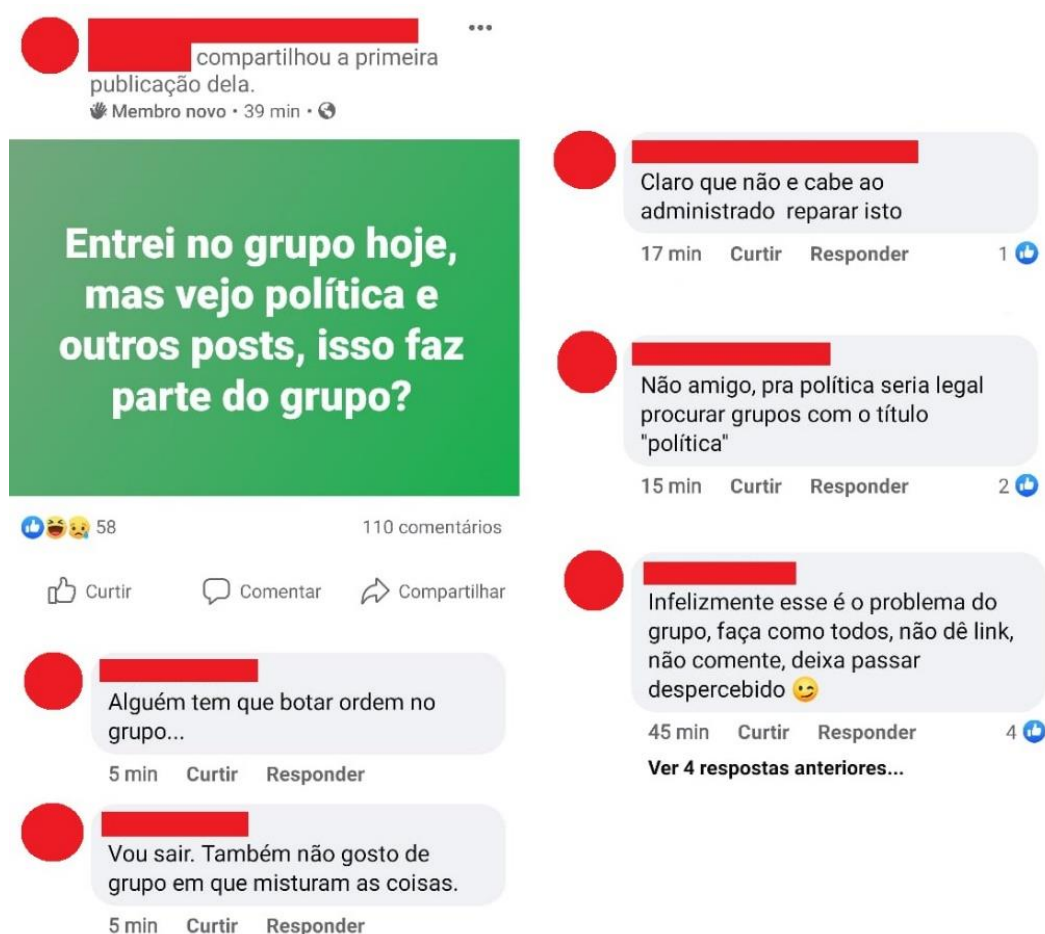 compartilhou a primeira
publicação dela.
Membro novo • 39 min •
Entrei no grupo hoje,
mas vejo política e
outros posts, isso faz
parte do grupo?
58
110 comentários
Curtir
Comentar
Compartilhar
Alguém tem que botar ordem no
grupo...
5 min Curtir Responder
Vou sair. Também não gosto de
grupo em que misturam as coisas.
5 min Curtir Responder
Claro que não e cabe ao
administrado reparar isto
17 min Curtir Responder 1
Não amigo, pra política seria legal
procurar grupos com o título
"política"
15 min Curtir Responder 2
Infelizmente esse é o problema do
grupo, faça como todos, não dê link,
não comente, deixa passar
despercebido 😉
45 min Curtir Responder 4
Ver 4 respostas anteriores...